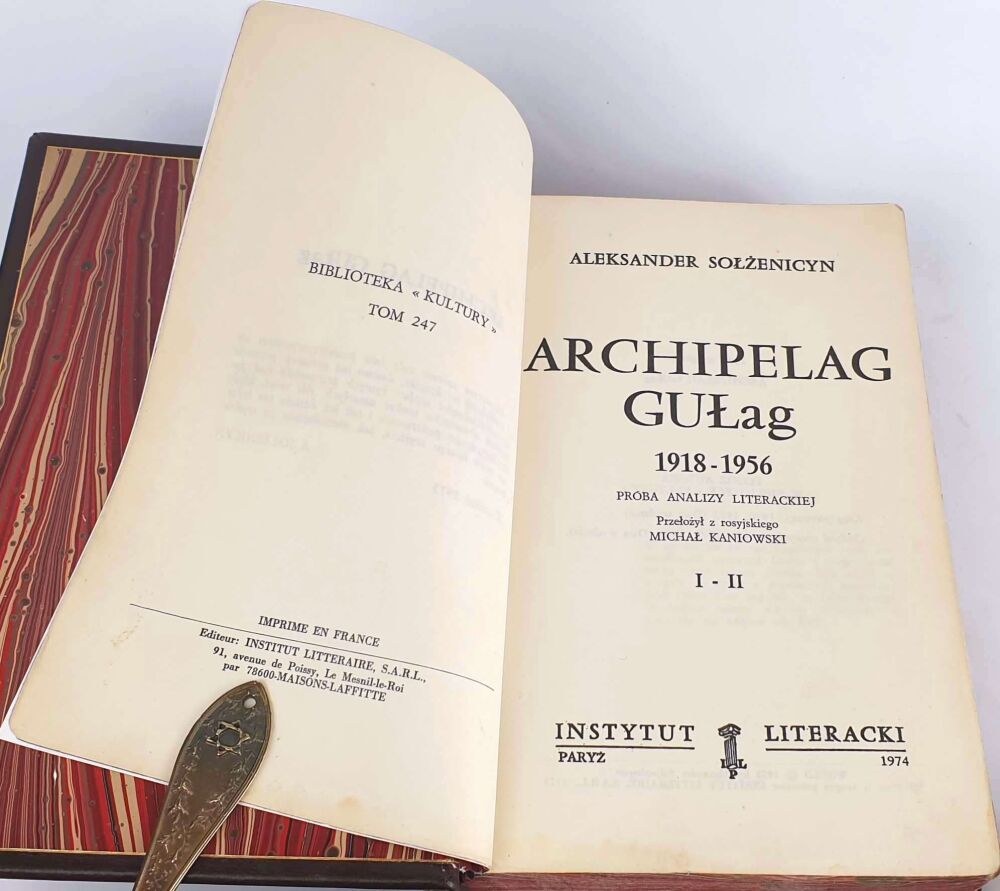 BIBLIOTEKA « KULTURY »
TOM 247
IMPRIME EN FRANCE
Editeur: INSTITUT LITTERAIRE, S.A.R.L.,
91, avenue de Poissy, Le Mesnil-le-Roi
par 78600-MAISONS-LAFFITTE
ALEKSANDER SOŁŻENICYN
ARCHIPELAG
GUŁag
1918-1956
PRÓBA ANALIZY LITERACKIEJ
Przełożył z rosyjskiego
MICHAŁ KANIOWSKI
I - II
INSTYTUT LITERACKI
PARYŻ 1974
ILP